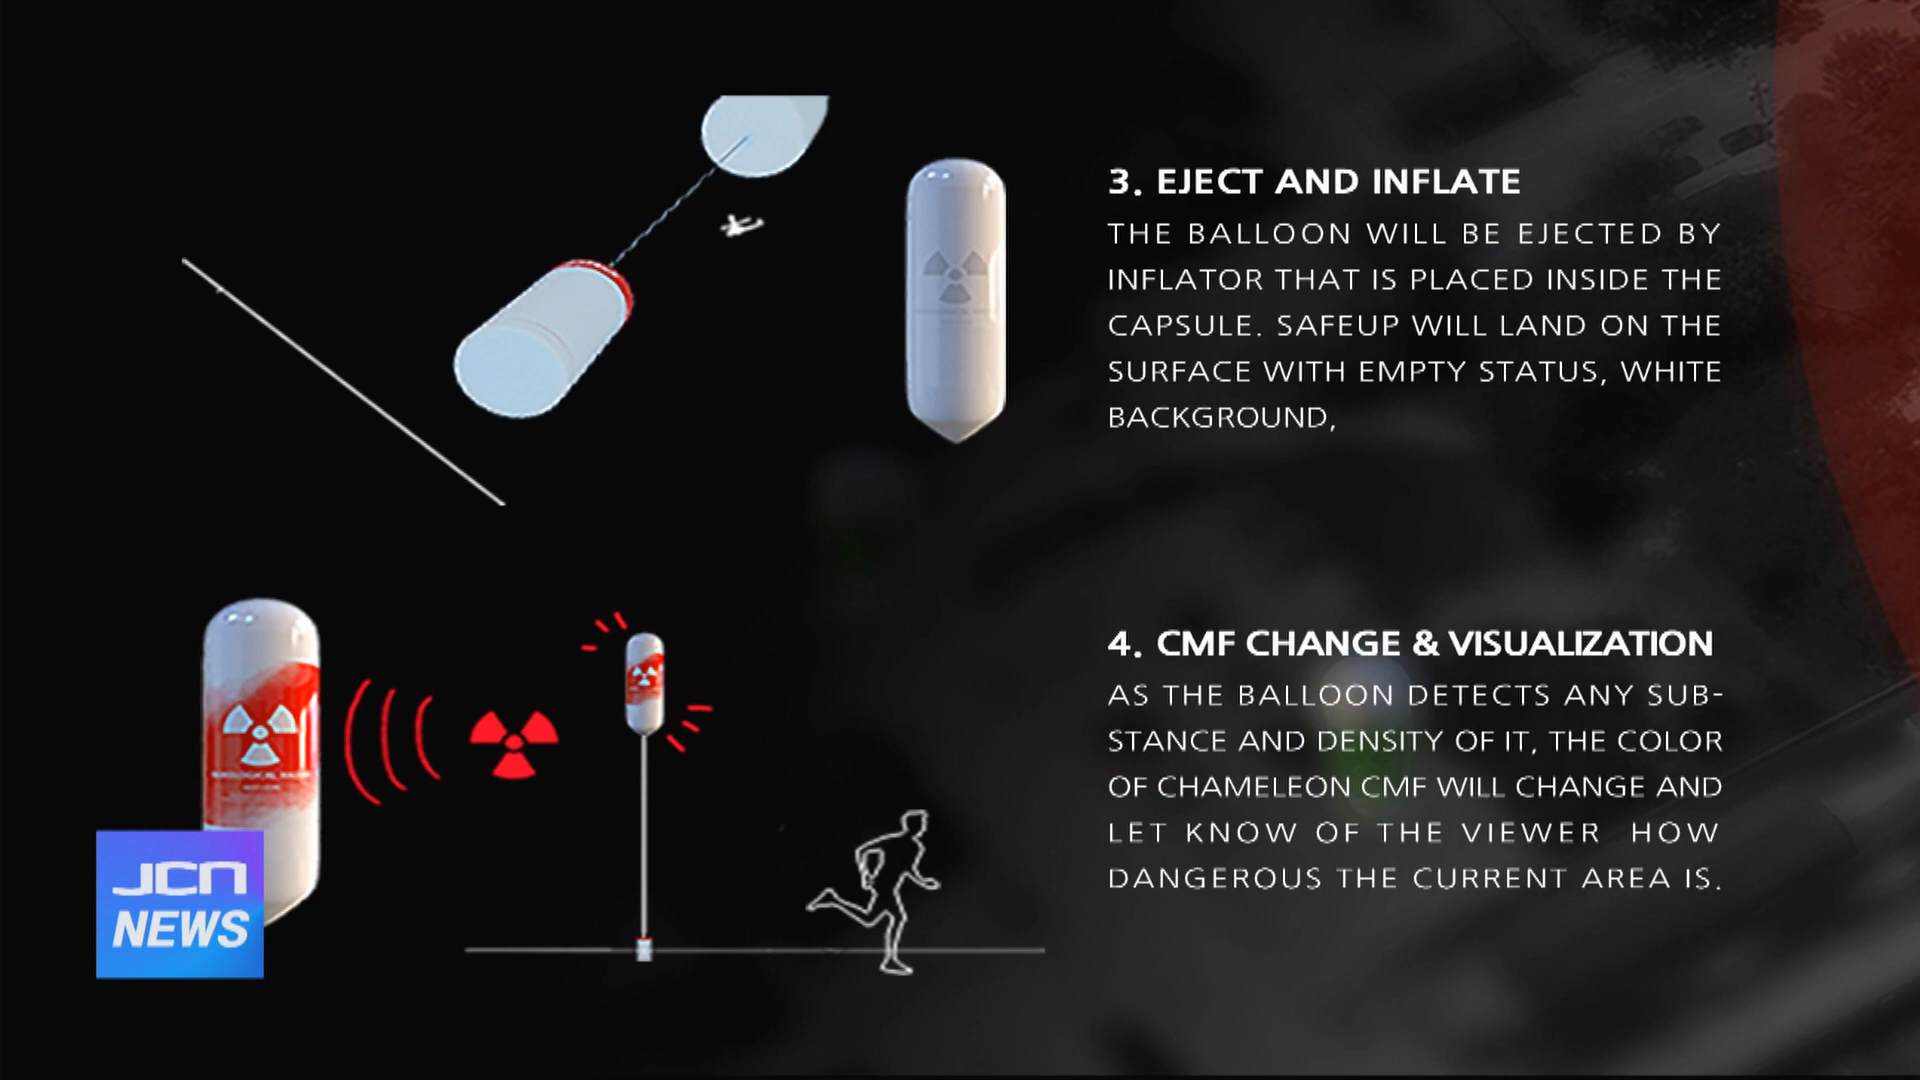 3. EJECT AND INFLATE
THE BALLOON WILL BE EJECTED BY
INFLATOR THAT IS PLACED INSIDE THE
CAPSULE. SAFEUP WILL LAND ON THE
SURFACE WITH EMPTY STATUS, WHITE
BACKGROUND,
4. CMF CHANGE & VISUALIZATION
AS THE BALLOON DETECTS ANY SUB-
STANCE AND DENSITY OF IT, THE COLOR
OF CHAMELEON CMF WILL CHANGE AND
LET KNOW OF THE VIEWER HOW
DANGEROUS THE CURRENT AREA IS.
JCN
NEWS